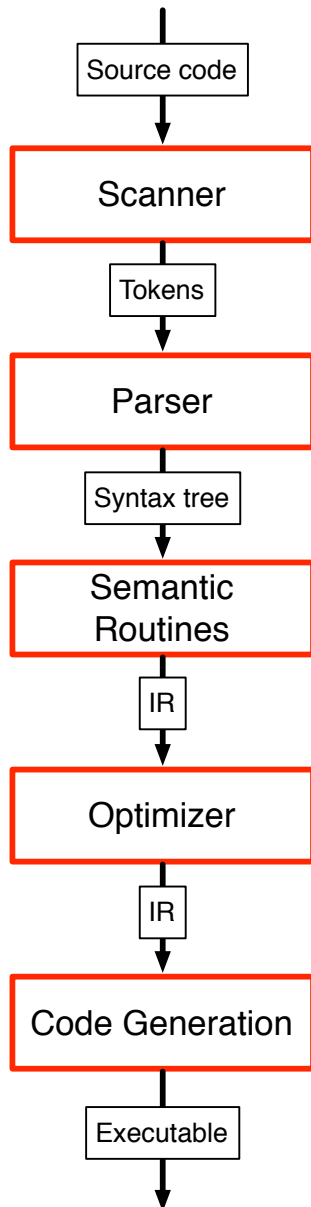 Source code
Scanner
Tokens
Parser
Syntax tree
Semantic
Routines
IR
Optimizer
IR
Code Generation
Executable